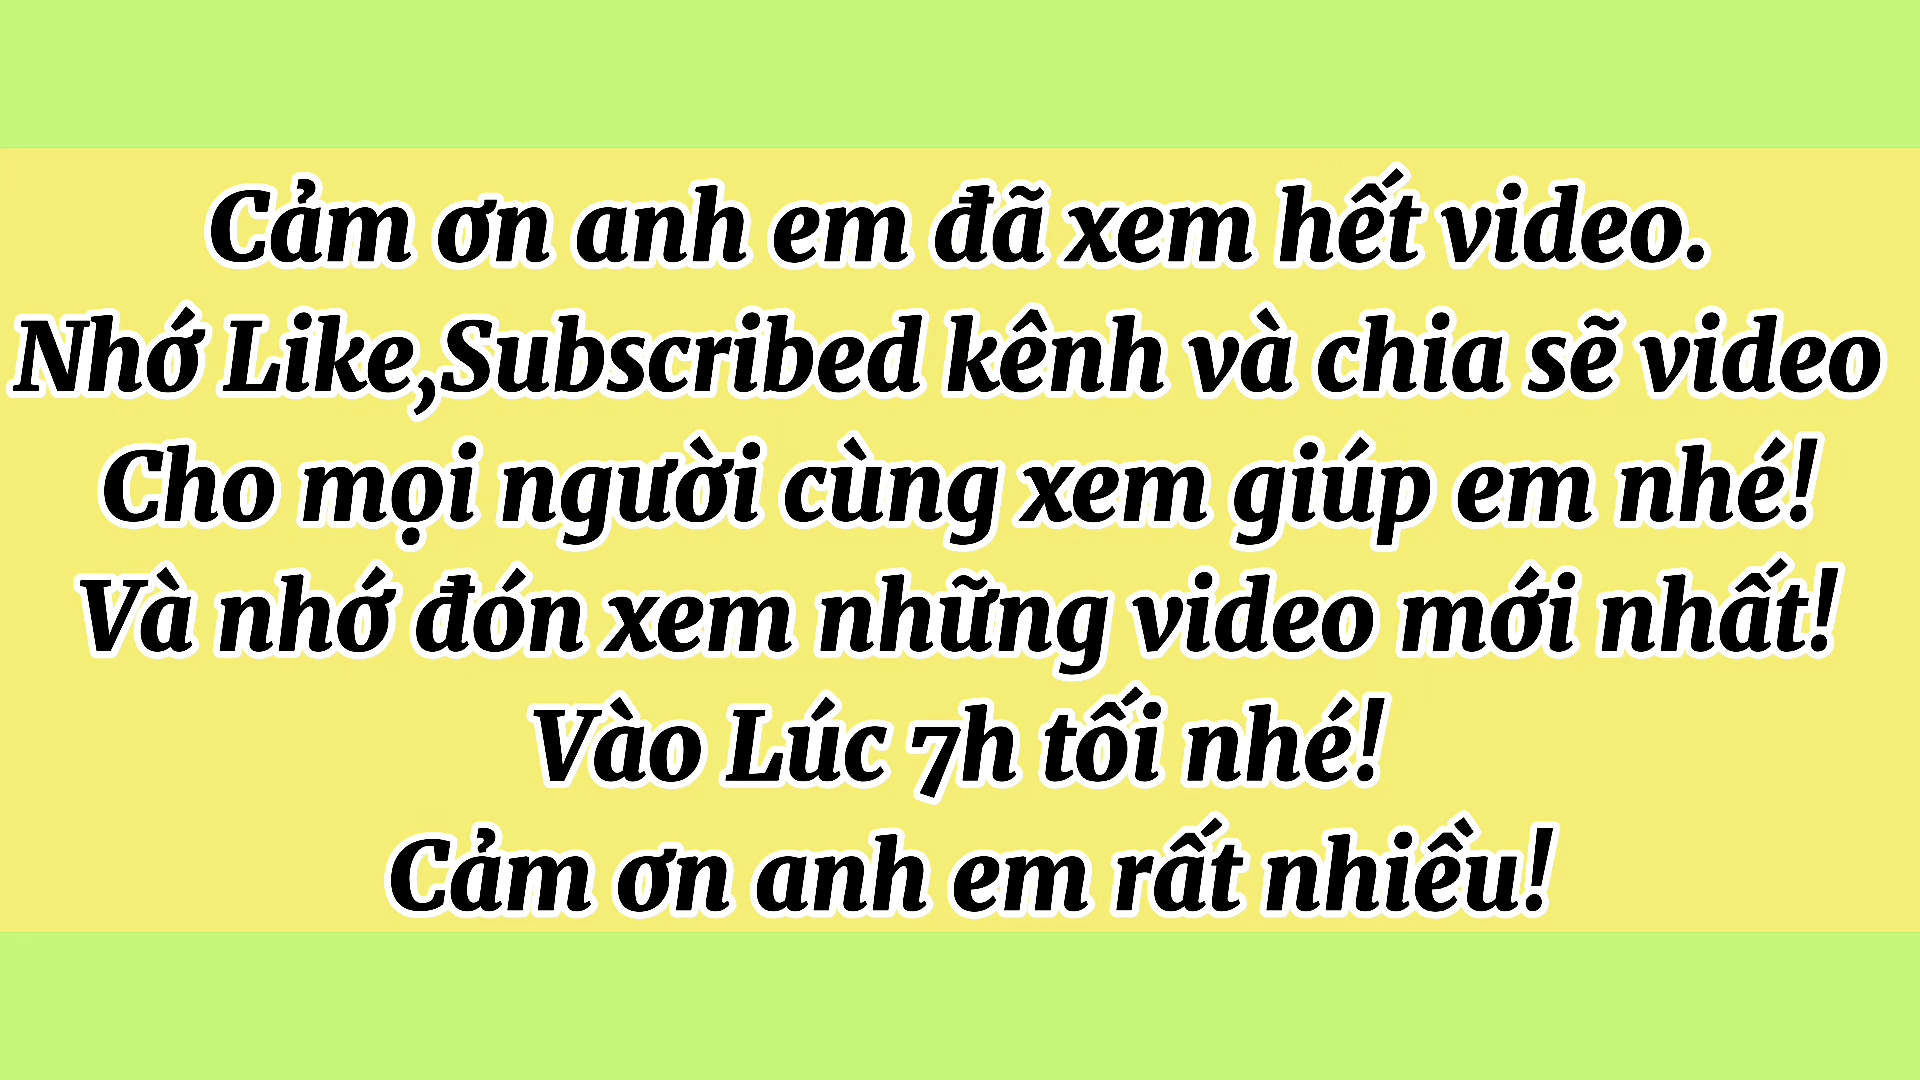 Cảm ơn anh em đã xem hết video.
Nhớ Like,Subscribed kênh và chia sẽ video
Cho mọi người cùng xem giúp em nhé!
Và nhớ đón xem những video mới nhất!
Vào Lúc 7h tối nhé!
Cảm ơn anh em rất nhiều!